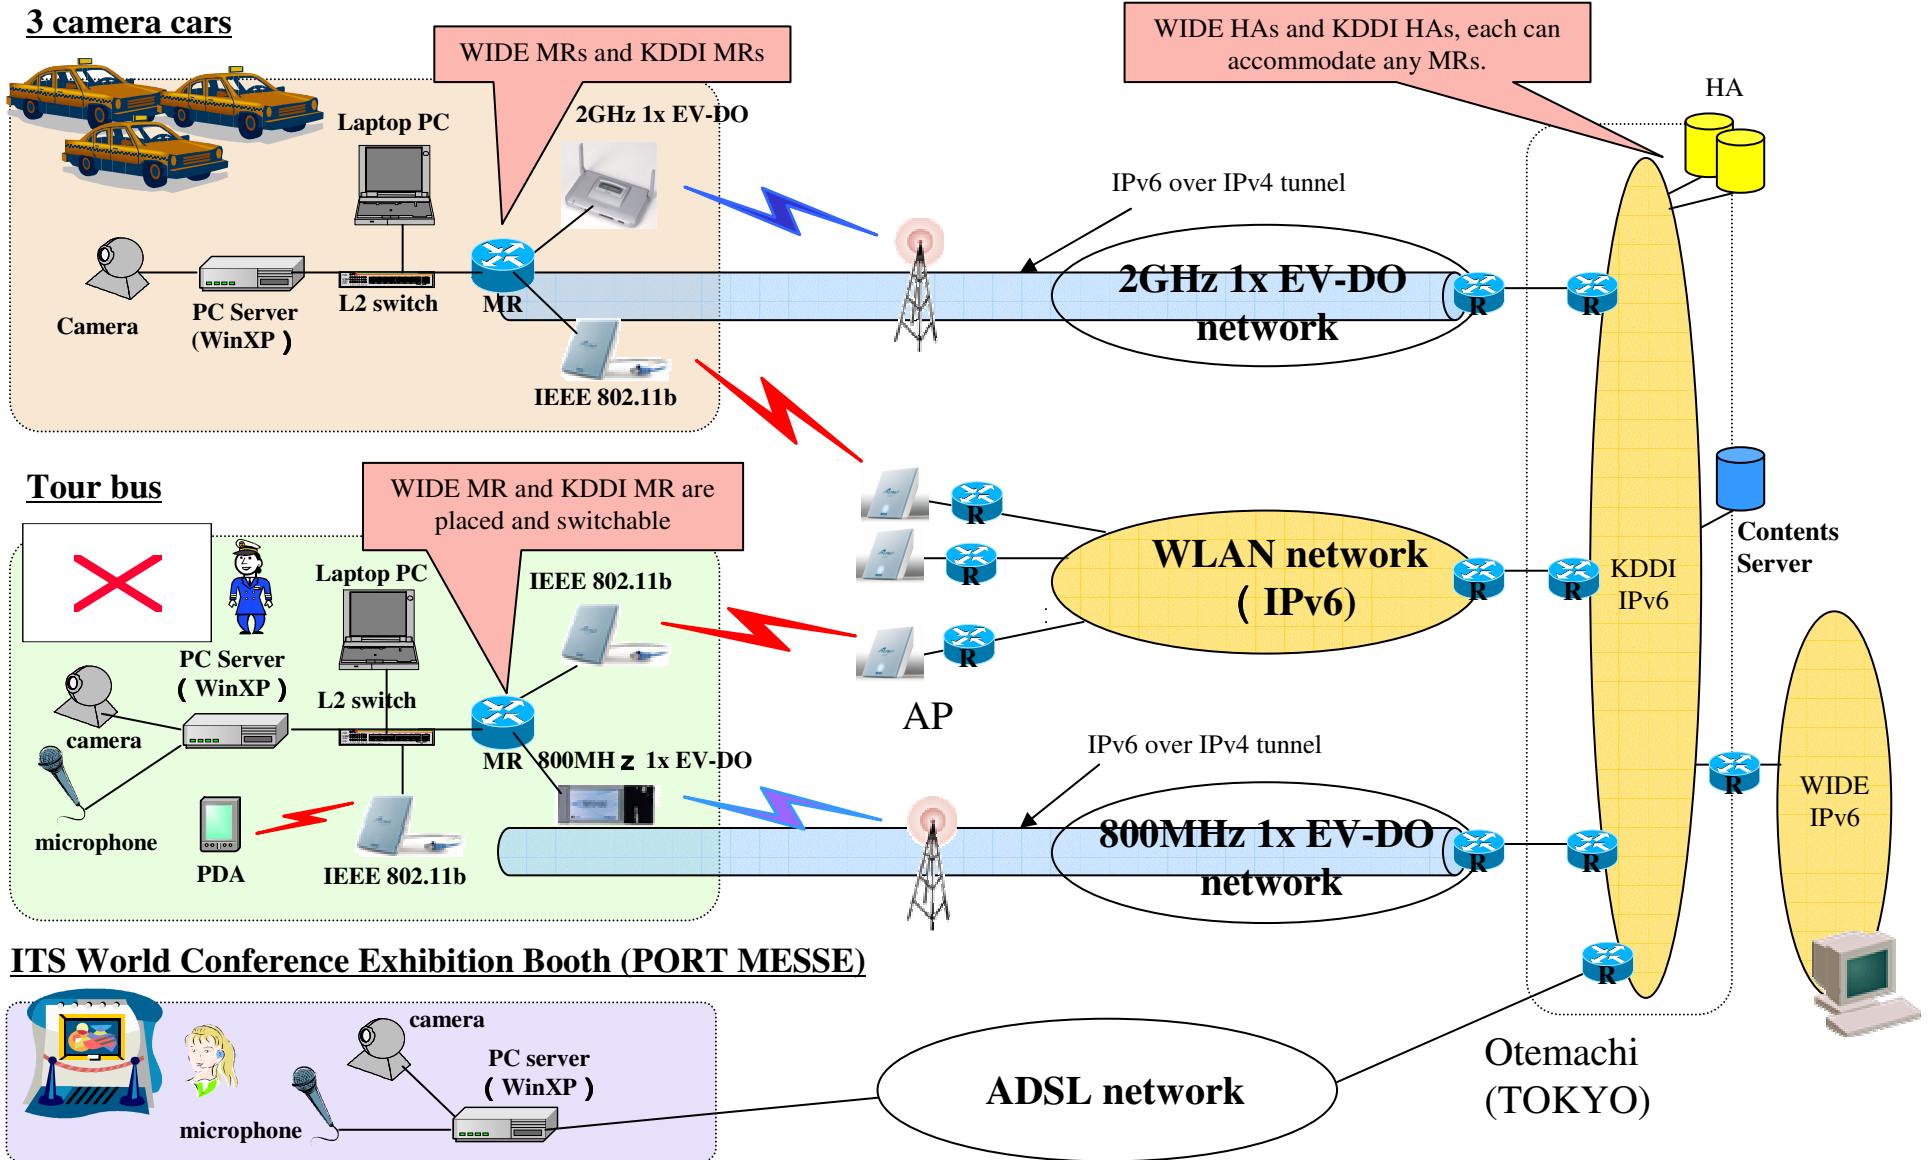 3 camera cars
WIDE MRs and KDDI MRs
WIDE HAs and KDDI HAs, each can
accommodate any MRs.
HA
Laptop PC
2GHz 1x EV-DO
IPv6 over IPv4 tunnel
Camera
PC Server
(WinXP )
L2 switch
MR
IEEE 802.11b
2GHz 1x EV-DO
network
R
R
Tour bus
WIDE MR and KDDI MR are
placed and switchable
Laptop PC
IEEE 802.11b
PC Server
( WinXP )
L2 switch
camera
microphone
PDA
IEEE 802.11b
MR
800MH z 1x EV-DO
R
R
R
AP
WLAN network
( IPv6)
R
R
KDDI
IPv6
Contents
Server
IPv6 over IPv4 tunnel
800MHz 1x EV-DO
network
R
R
R
WIDE
IPv6
ITS World Conference Exhibition Booth (PORT MESSE)
camera
PC server
( WinXP )
microphone
ADSL network
R
Otemachi
(TOKYO)